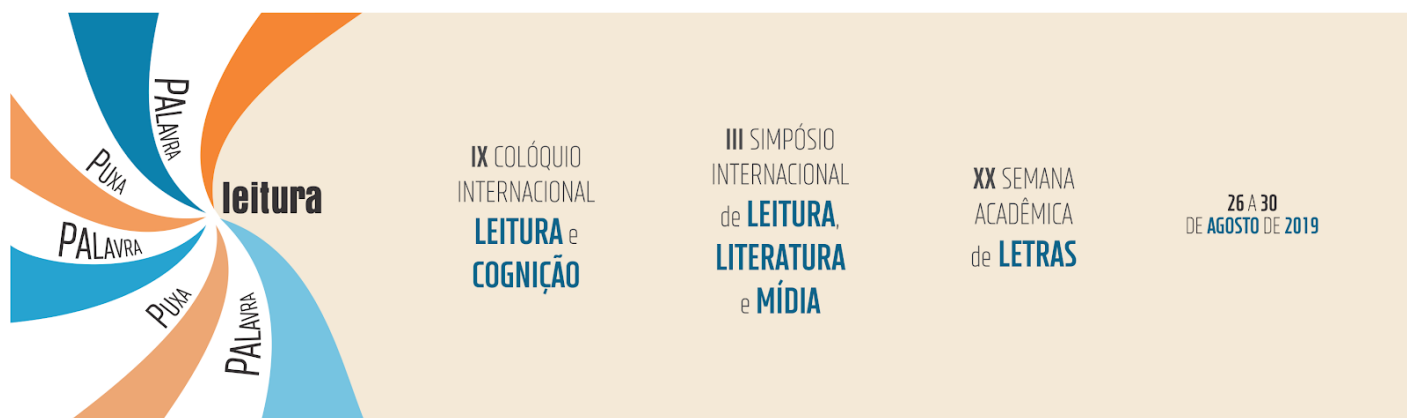 PALAVRA
PUXA
PALAVRA
PUXA
PALAVRA
leitura
IX COLÓQUIO
INTERNACIONAL
LEITURA e
COGNIÇÃO
III SIMPÓSIO
INTERNACIONAL
de LEITURA,
LITERATURA
e MÍDIA
XX SEMANA
ACADÊMICA
de LETRAS
26 A 30
DE AGOSTO DE 2019